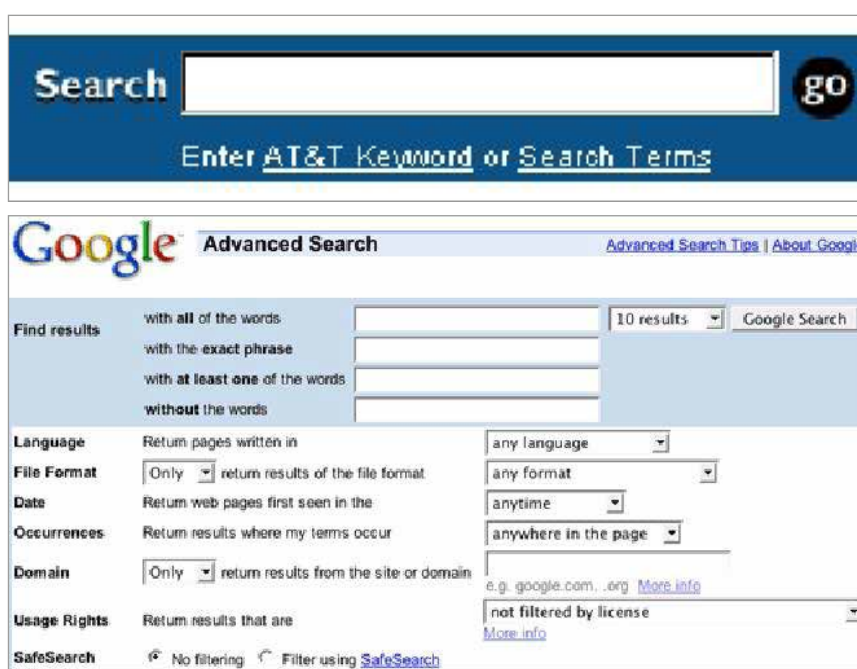 Search go
Enter AT&T Keyword or Search Terms
Google Advanced Search Advanced Search Tips | About Google
Find results with all of the words 10 results Google Search
with the exact phrase
with at least one of the words
without the words
Language Return pages written in any language
File Format Only return results of the file format any format
Date Return web pages first seen in the anytime
Occurrences Return results where my terms occur anywhere in the page
Domain Only return results from the site or domain
e.g. google.com, .org More info
Usage Rights Return results that are not filtered by license
More info
SafeSearch No filtering Filter using SafeSearch